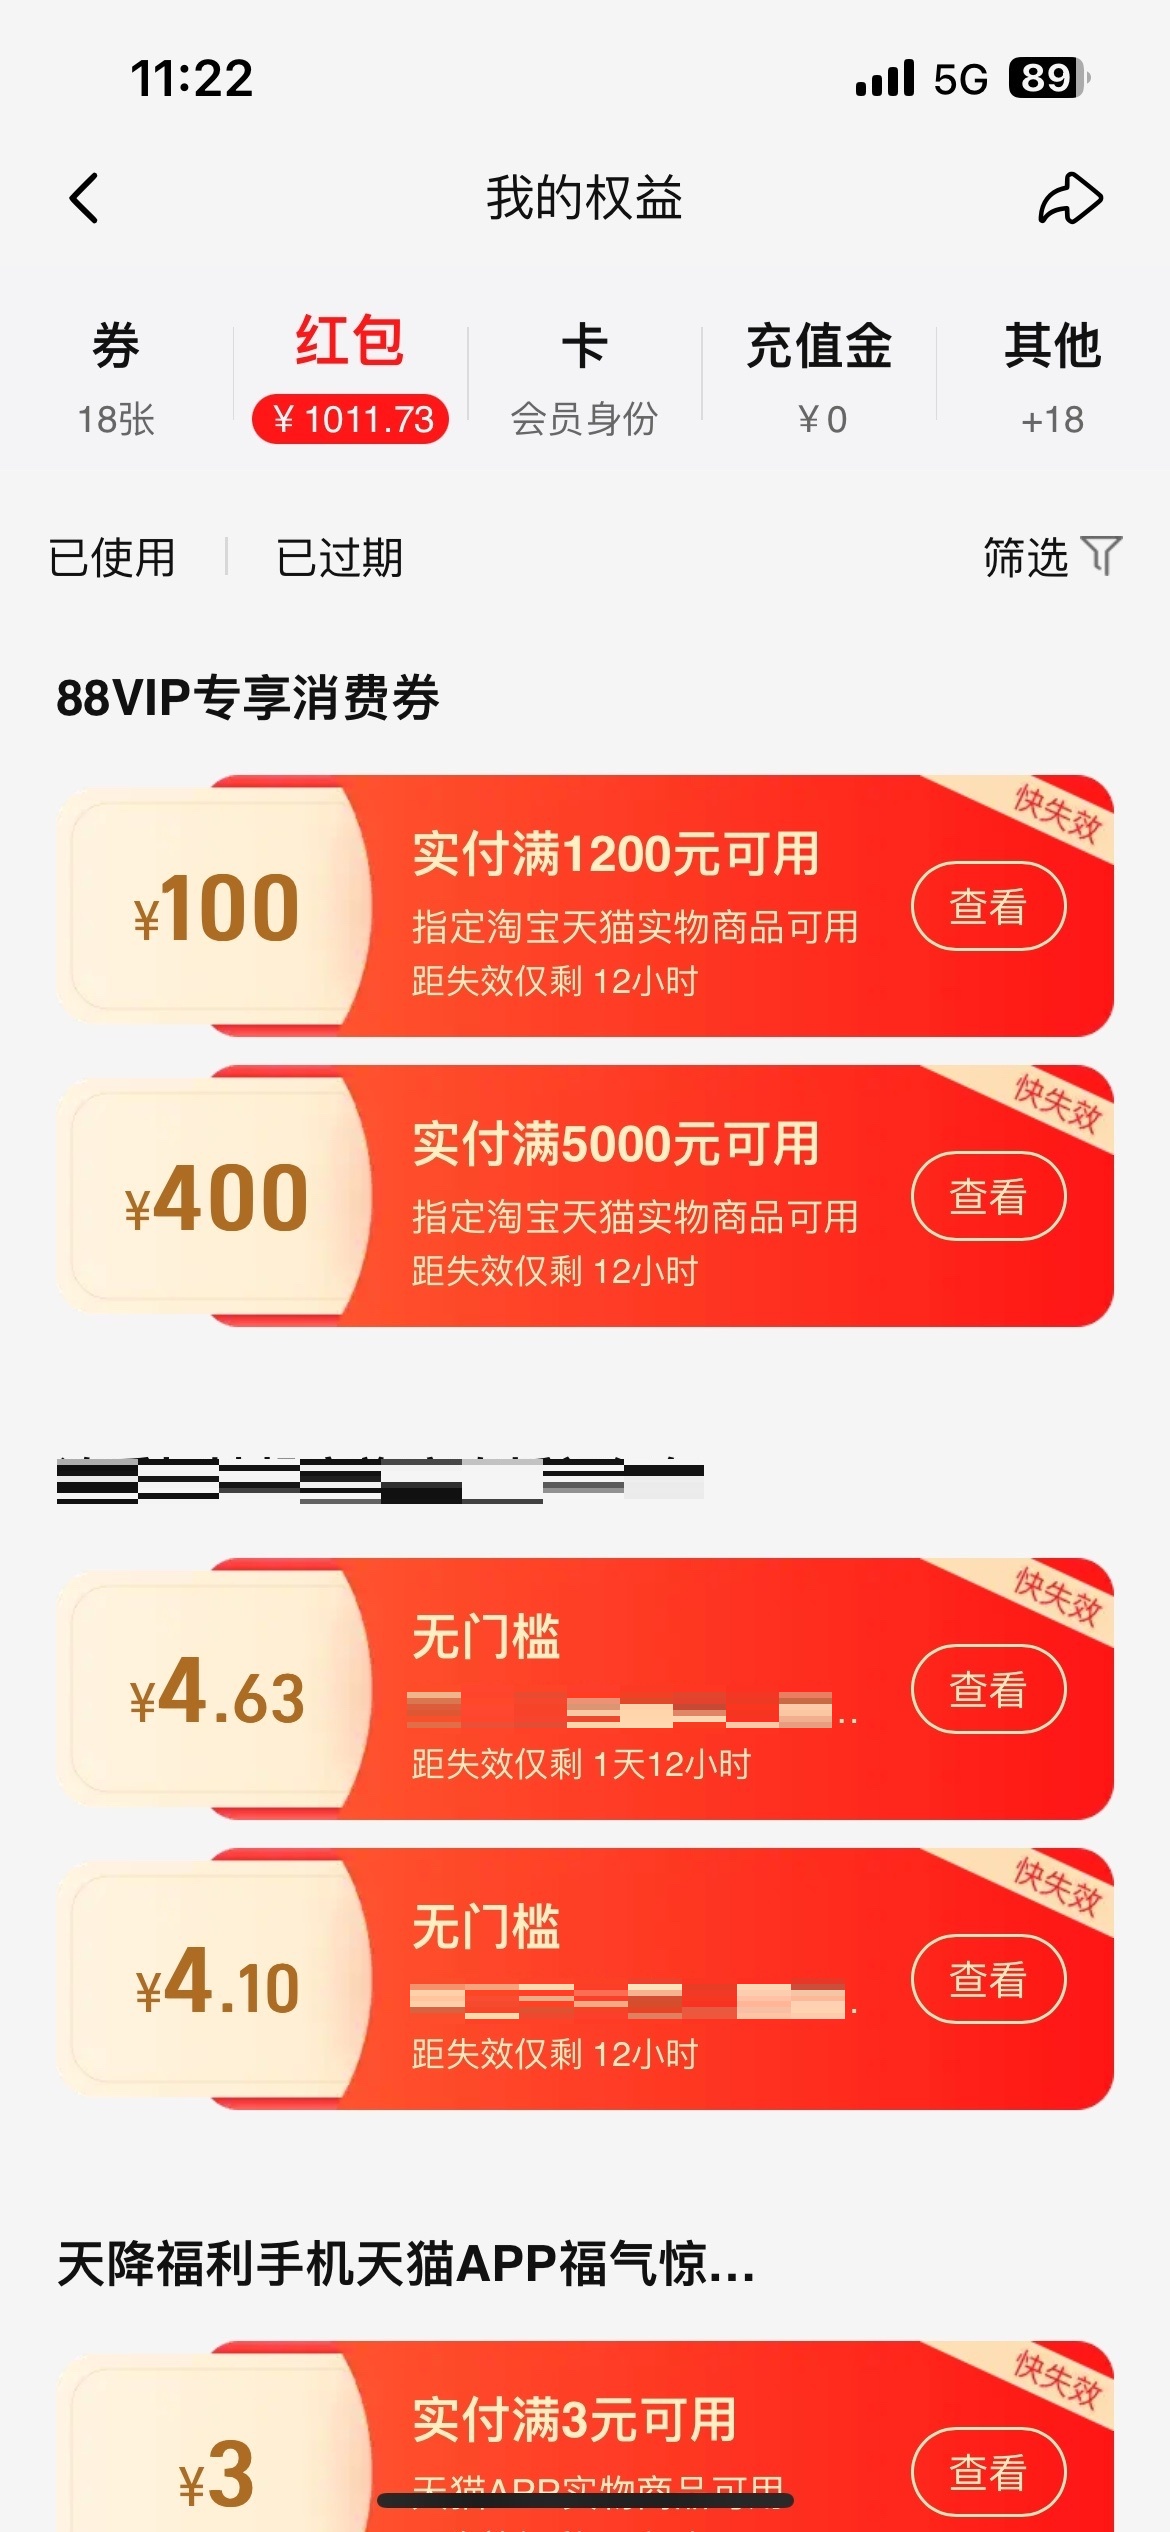 11:22
5G 89
我的权益
券
红包
卡
充值金
其他
18张
¥1011.73
会员身份
¥0
+18
已使用
已过期
筛选
88VIP专享消费券
快失效
¥100
实付满1200元可用
指定淘宝天猫实物商品可用
距失效仅剩 12小时
查看
快失效
¥400
实付满5000元可用
指定淘宝天猫实物商品可用
距失效仅剩 12小时
查看
快失效
¥4.63
无门槛
..
距失效仅剩 1天12小时
查看
快失效
¥4.10
无门槛
.
距失效仅剩 12小时
查看
天降福利手机天猫APP福气惊...
快失效
¥3
实付满3元可用
天猫APP实物商品可用
查看